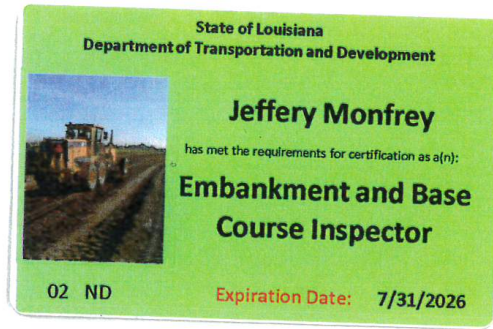 State of Louisiana
Department of Transportation and Development
Jeffery Monfrey
has met the requirements for certification as a(n):
Embankment and Base
Course Inspector
02 ND
Expiration Date: 7/31/2026